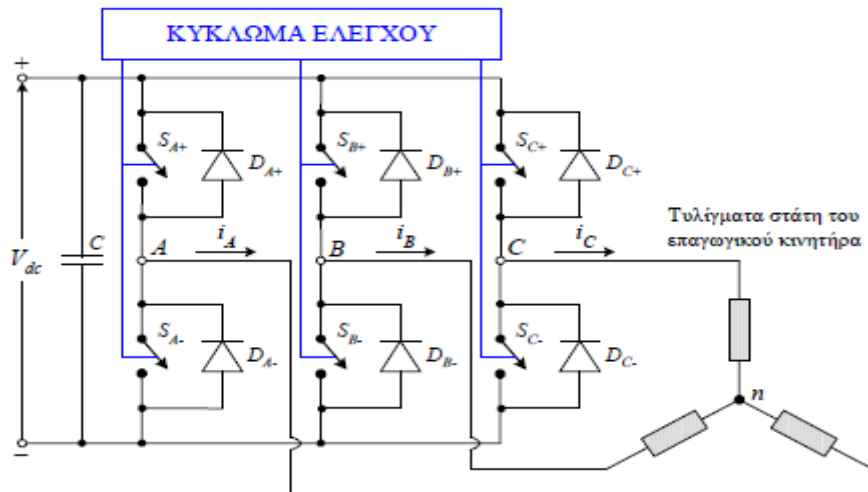 ΚΥΚΛΩΜΑ ΕΛΕΓΧΟΥ
+
S_{A+} D_{A+} S_{B+} D_{B+} S_{C+} D_{C+}
Τυλίγματα στάτη του
επαγωγικού κινητήρα
V_{dc} C A i_A B i_B C i_C
S_{A-} D_{A-} S_{B-} D_{B-} S_{C-} D_{C-}
n
−